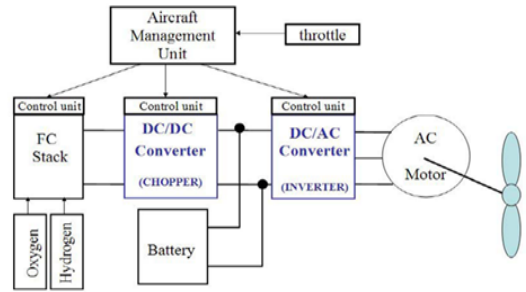 Aircraft
Management
Unit
throttle
Control unit
FC
Stack
Control unit
DC/DC
Converter
(CHOPPER)
Control unit
DC/AC
Converter
(INVERTER)
AC
Motor
Battery
Oxygen
Hydrogen